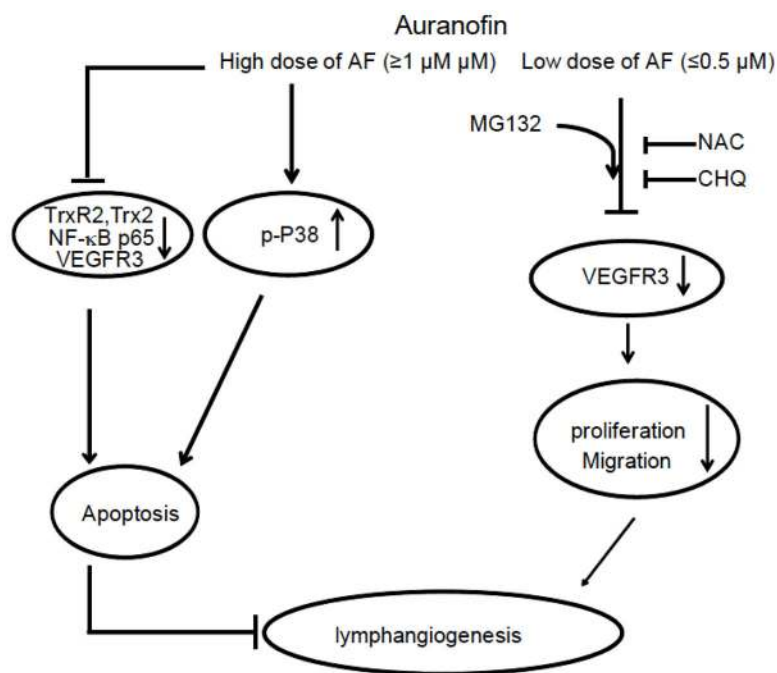 Auranofin
High dose of AF (≥1 μM μM) Low dose of AF (≤0.5 μM)
MG132
NAC
CHQ
TrxR2,Trx2
NF-κB p65
VEGFR3
p-P38
VEGFR3
proliferation
Migration
Apoptosis
lymphangiogenesis